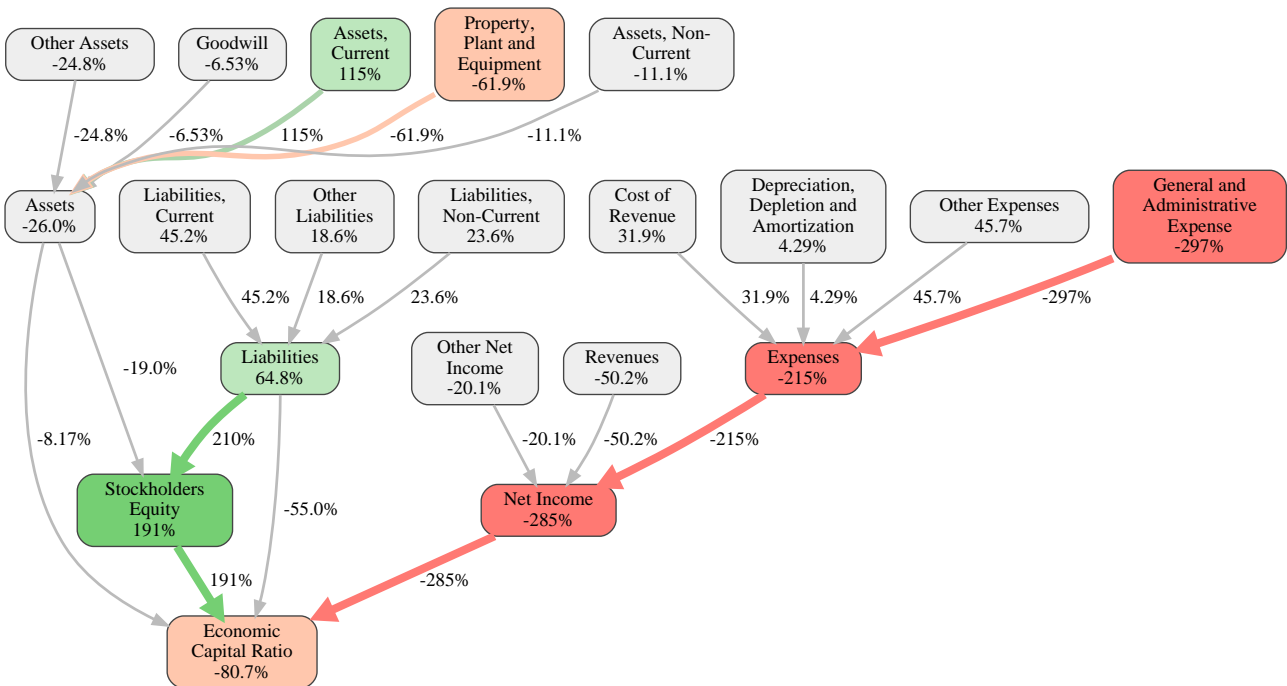 Other Assets
-24.8%
Goodwill
-6.53%
Assets,
Current
115%
Property,
Plant and
Equipment
-61.9%
Assets, Non-
Current
-11.1%
-24.8%
-6.53%
115%
-61.9%
-11.1%
Assets
-26.0%
Liabilities,
Current
45.2%
Other
Liabilities
18.6%
Liabilities,
Non-Current
23.6%
Cost of
Revenue
31.9%
Depreciation,
Depletion and
Amortization
4.29%
Other Expenses
45.7%
General and
Administrative
Expense
-297%
45.2%
18.6%
23.6%
31.9%
4.29%
45.7%
-297%
-19.0%
Liabilities
64.8%
Other Net
Income
-20.1%
Revenues
-50.2%
Expenses
-215%
-8.17%
210%
-20.1%
-50.2%
-215%
Stockholders
Equity
191%
-55.0%
Net Income
-285%
191%
-285%
Economic
Capital Ratio
-80.7%